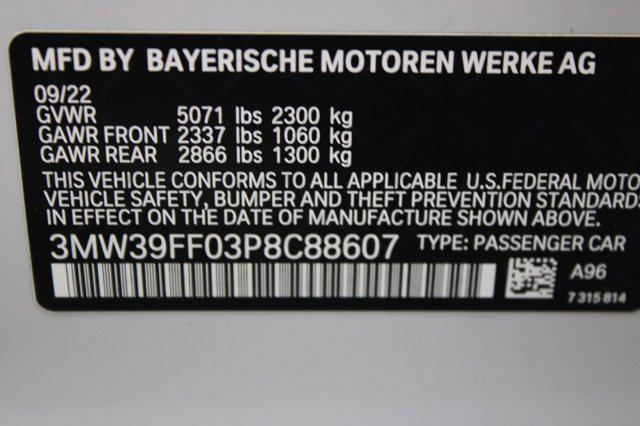 MFD BY BAYERISCHE MOTOREN WERKE AG
09/22
GVWR 5071 lbs 2300 kg
GAWR FRONT 2337 lbs 1060 kg
GAWR REAR 2866 lbs 1300 kg
THIS VEHICLE CONFORMS TO ALL APPLICABLE U.S.FEDERAL MOTO
VEHICLE SAFETY, BUMPER AND THEFT PREVENTION STANDARDS
IN EFFECT ON THE DATE OF MANUFACTURE SHOWN ABOVE.
3MW39FF03P8C88607 TYPE: PASSENGER CAR
A96
7 315 814